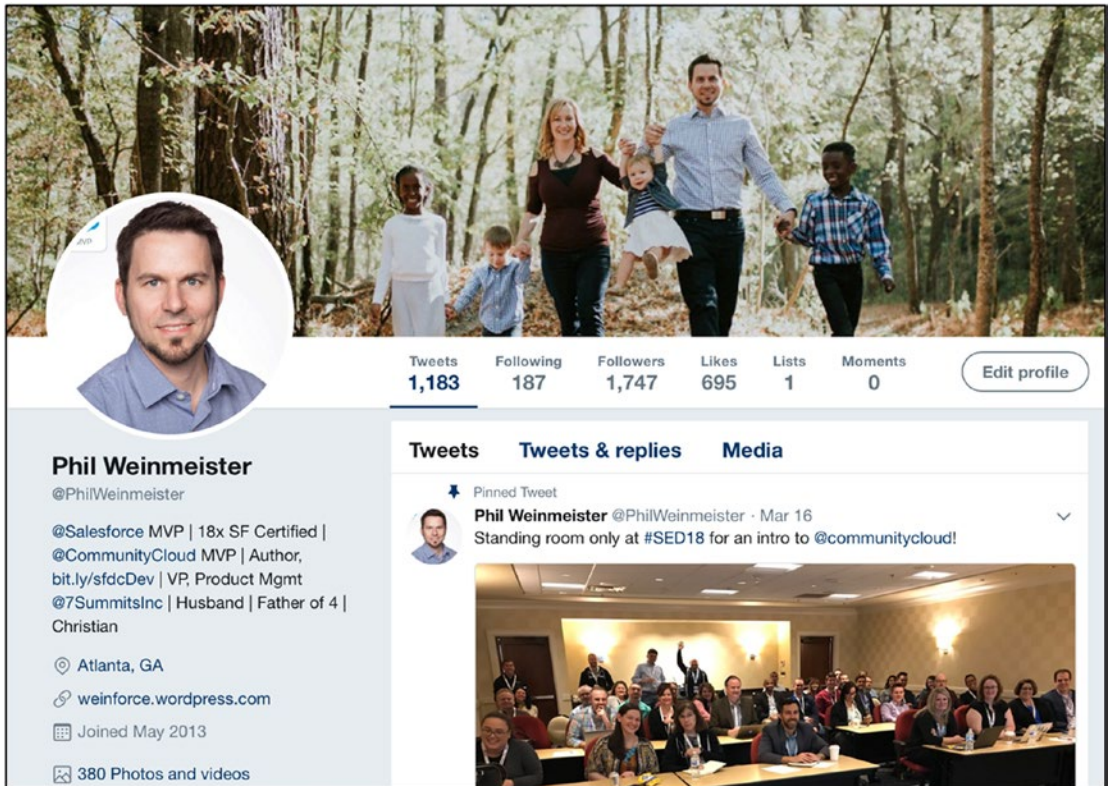 MVP
Tweets Following Followers Likes Lists Moments
1,183 187 1,747 695 1 0
Edit profile
Phil Weinmeister
@PhilWeinmeister
@Salesforce MVP | 18x SF Certified |
@CommunityCloud MVP | Author,
bit.ly/sfdcDev | VP, Product Mgmt
@7SummitsInc | Husband | Father of 4 |
Christian
Atlanta, GA
weinforce.wordpress.com
Joined May 2013
380 Photos and videos
Tweets Tweets & replies Media
Pinned Tweet
Phil Weinmeister @PhilWeinmeister · Mar 16
Standing room only at #SED18 for an intro to @communitycloud!